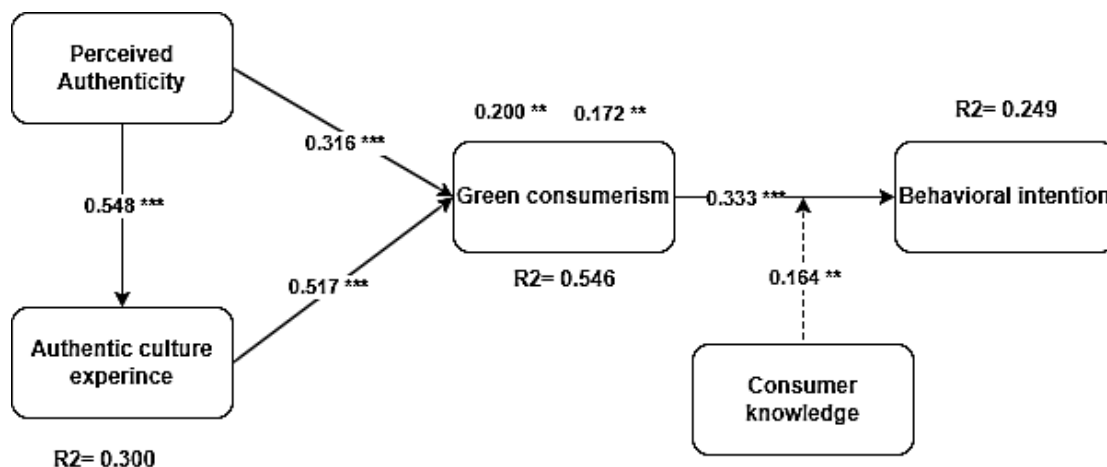 Perceived
Authenticity
0.200 ** 0.172 **
R2= 0.249
0.316 ***
0.548 ***
Green consumerism
0.333 ***
Behavioral intention
0.517 ***
R2= 0.546
0.164 **
Authentic culture
experince
Consumer
knowledge
R2= 0.300